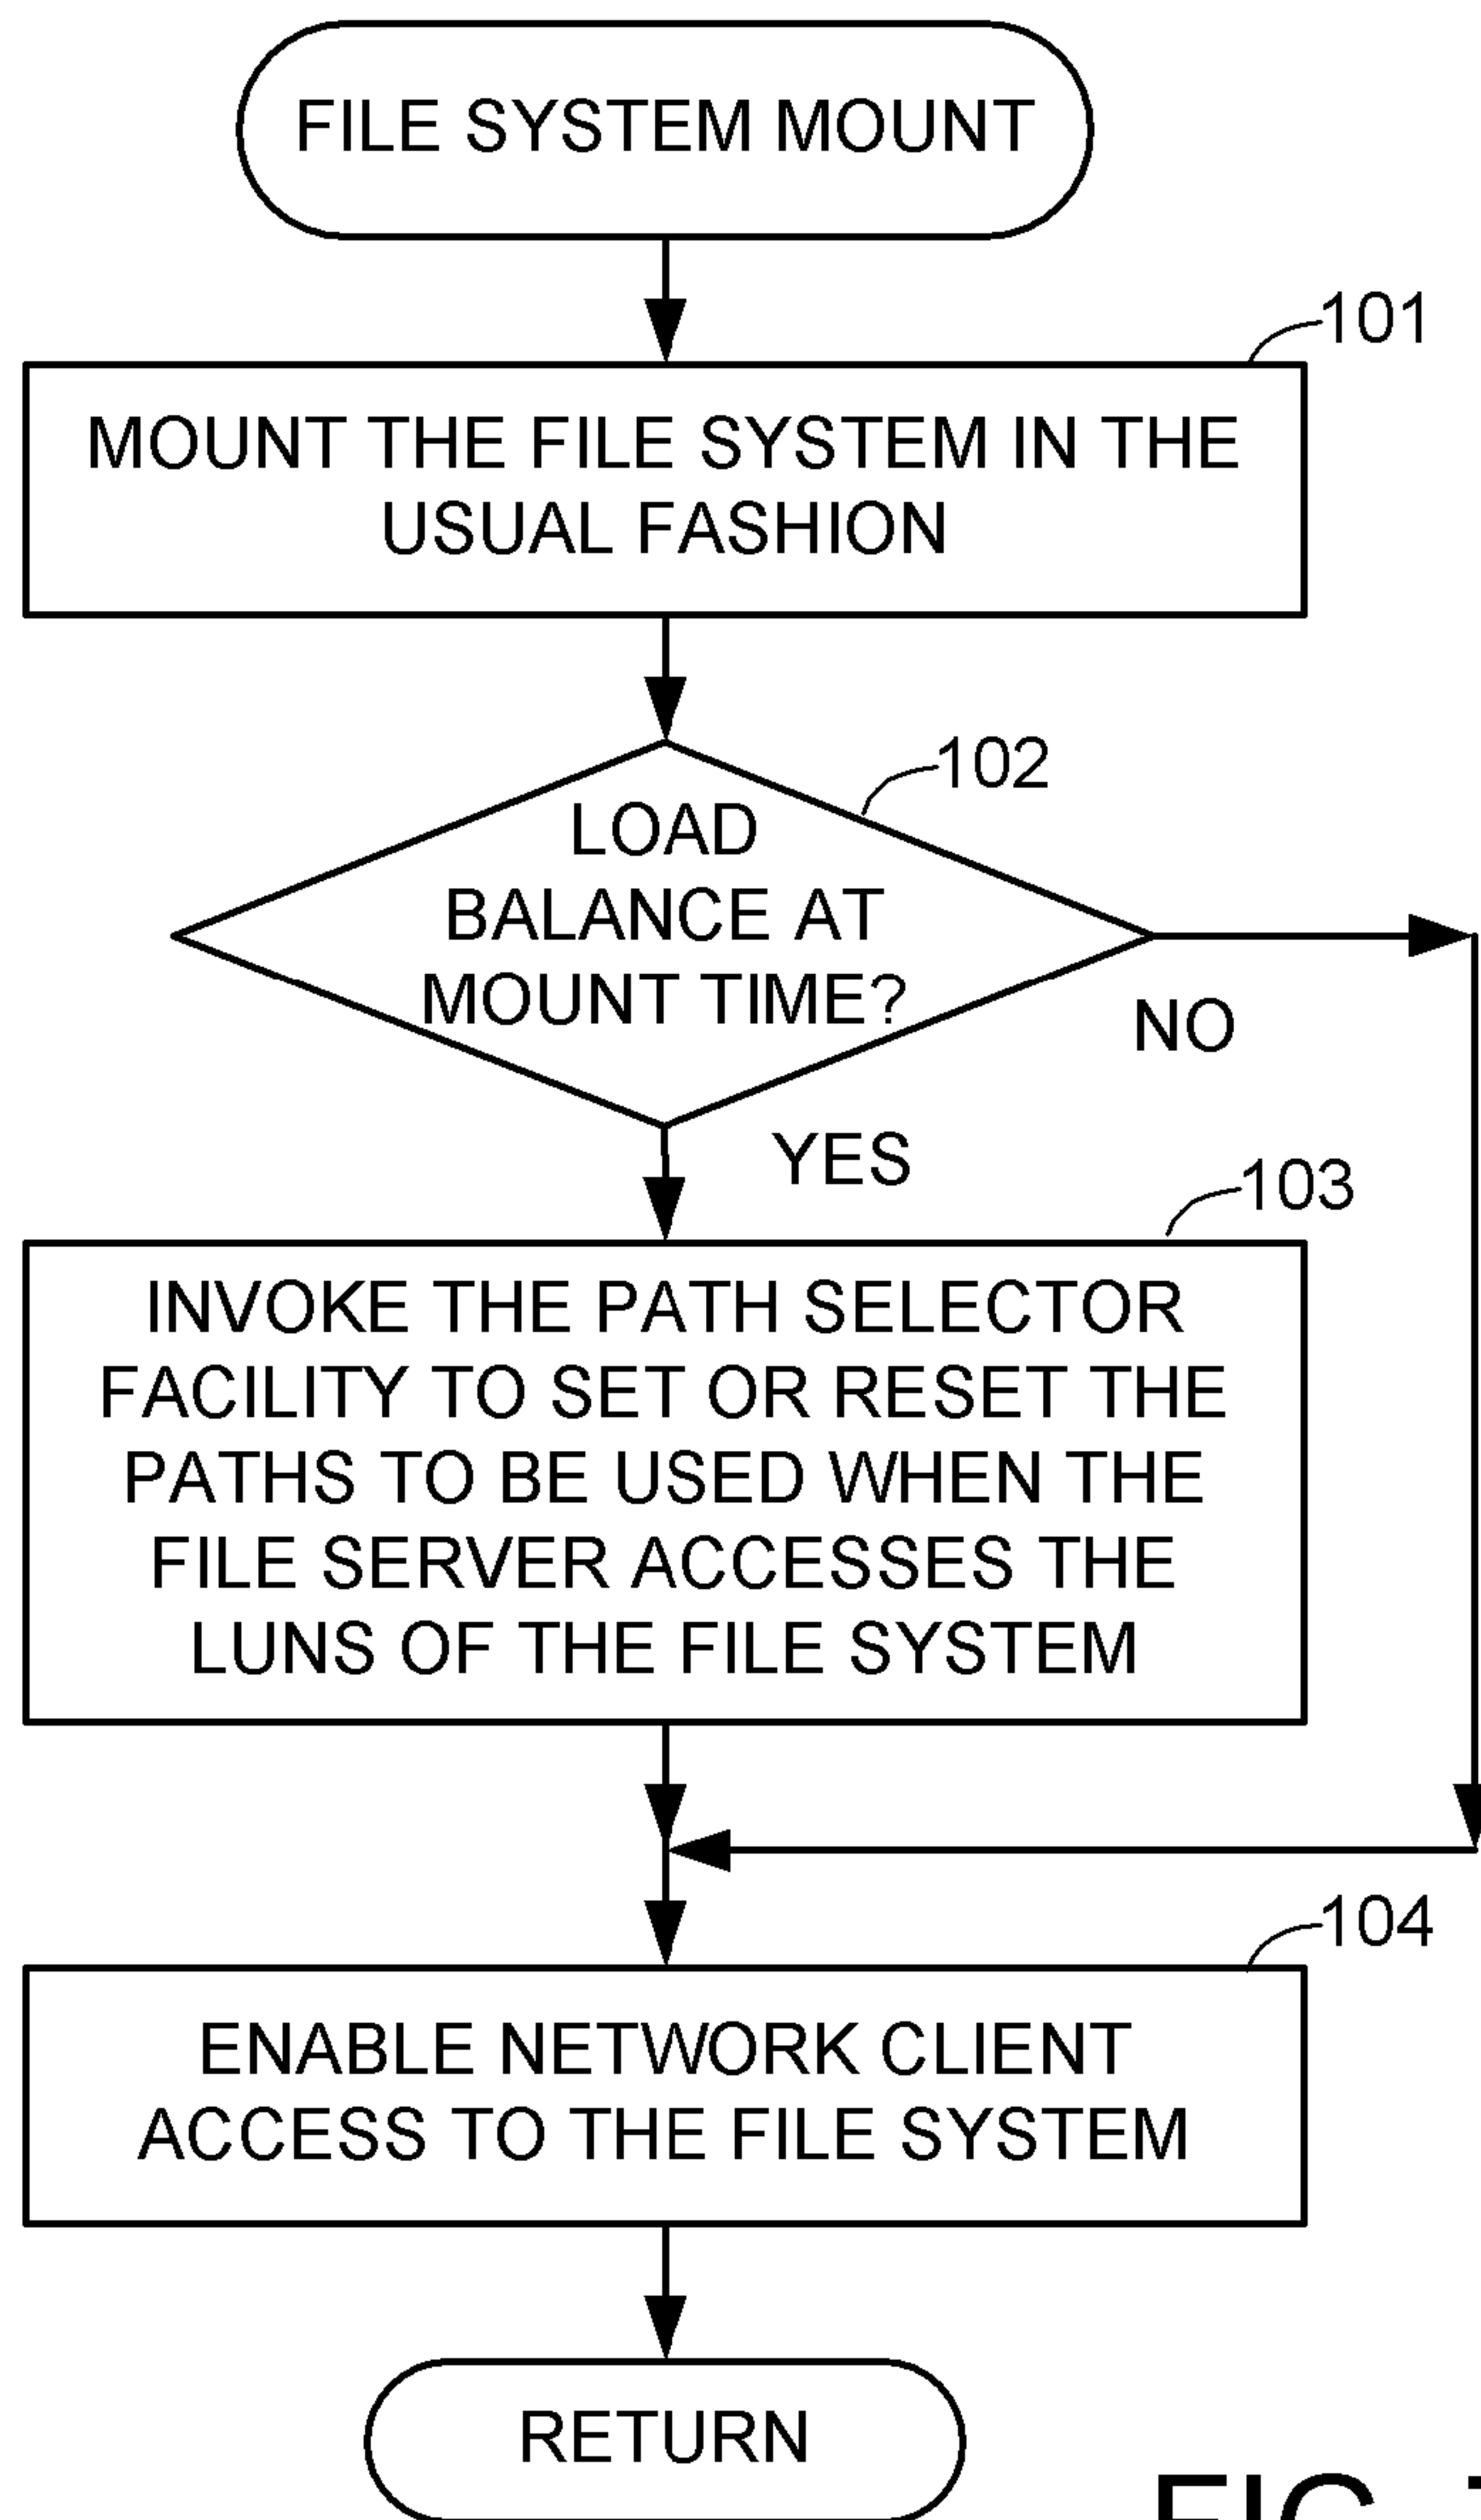 FILE SYSTEM MOUNT
101
MOUNT THE FILE SYSTEM IN THE
USUAL FASHION
102
LOAD
BALANCE AT
MOUNT TIME?
NO
YES
103
INVOKE THE PATH SELECTOR
FACILITY TO SET OR RESET THE
PATHS TO BE USED WHEN THE
FILE SERVER ACCESSES THE
LUNS OF THE FILE SYSTEM
104
ENABLE NETWORK CLIENT
ACCESS TO THE FILE SYSTEM
RETURN
FIG.